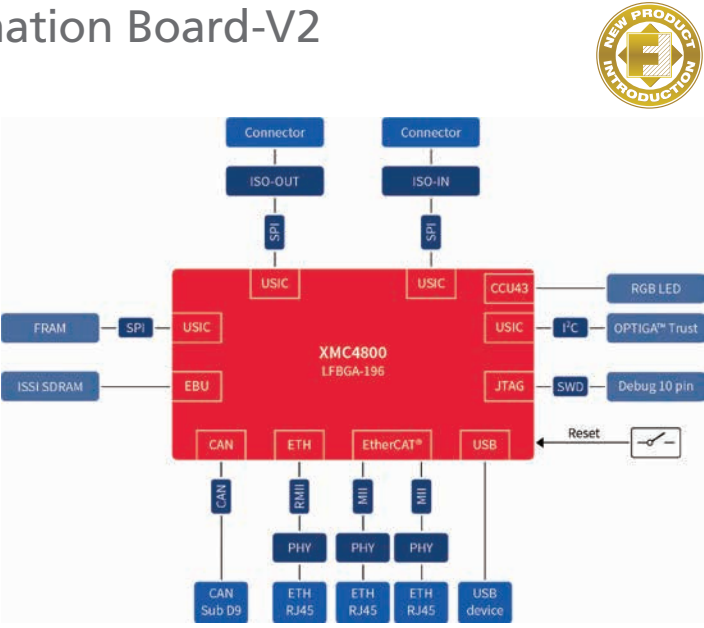 nation Board-V2
NEW PRODUCT
INTRODUCTION
Connector
Connector
ISO-OUT
ISO-IN
SPI
SPI
USIC
USIC
CCU43
RGB LED
FRAM
SPI
USIC
USIC
I²C
OPTIGA™ Trust
XMC4800
LFBGA-196
ISSI SDRAM
EBU
JTAG
SWD
Debug 10 pin
Reset
CAN
ETH
EtherCAT®
USB
CAN
RMII
MII
MII
PHY
PHY
PHY
CAN
Sub D9
ETH
RJ45
ETH
RJ45
ETH
RJ45
USB
device